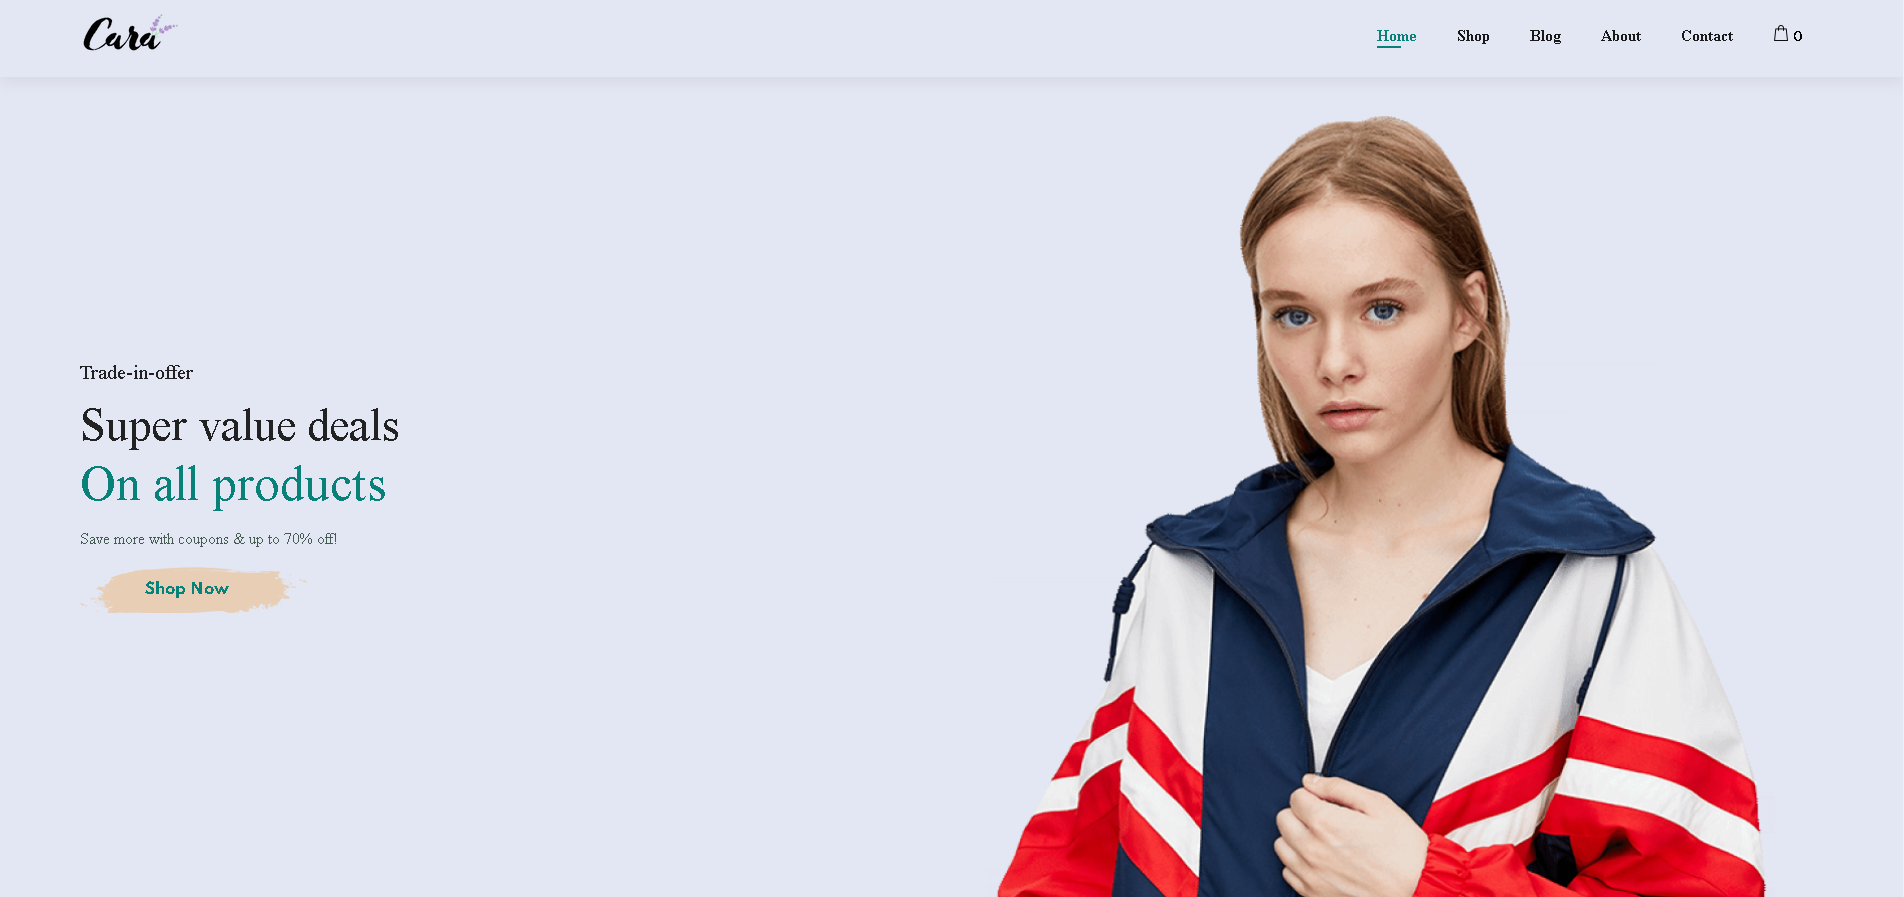 Cara
Home Shop Blog About Contact 0
Trade-in-offer
Super value deals
On all products
Save more with coupons & up to 70% off!
Shop Now